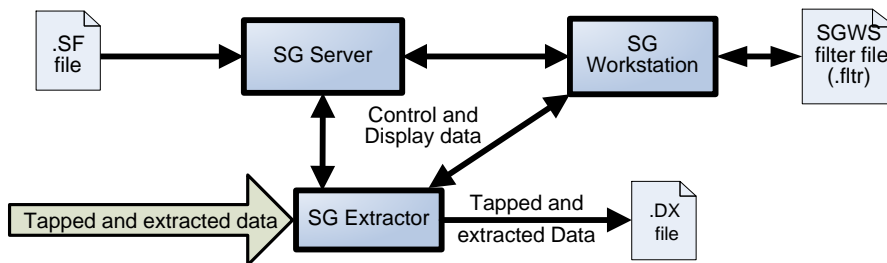 .SF
file
SG Server
SG
Workstation
SGWS
filter file
(.fltr)
Control and
Display data
Tapped and extracted data
SG Extractor
Tapped and
extracted Data
.DX
file